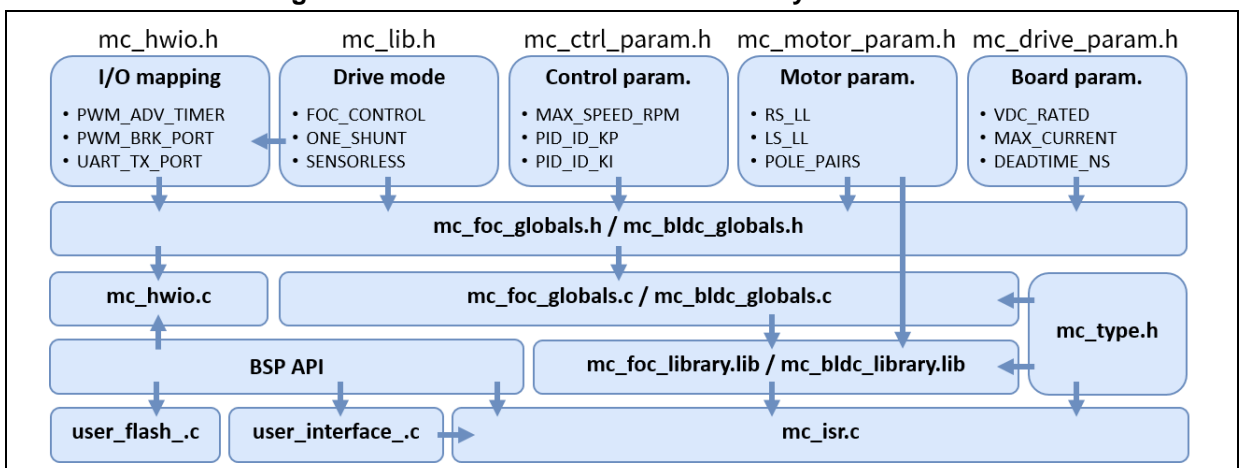 mc_hwio.h mc_lib.h mc_ctrl_param.h mc_motor_param.h mc_drive_param.h
I/O mapping
• PWM_ADV_TIMER
• PWM_BRK_PORT
• UART_TX_PORT
Drive mode
• FOC_CONTROL
• ONE_SHUNT
• SENSORLESS
Control param.
• MAX_SPEED_RPM
• PID_ID_KP
• PID_ID_KI
Motor param.
• RS_LL
• LS_LL
• POLE_PAIRS
Board param.
• VDC_RATED
• MAX_CURRENT
• DEADTIME_NS
mc_foc_globals.h / mc_bldc_globals.h
mc_hwio.c
mc_foc_globals.c / mc_bldc_globals.c
mc_type.h
BSP API
mc_foc_library.lib / mc_bldc_library.lib
user_flash_.c
user_interface_.c
mc_isr.c